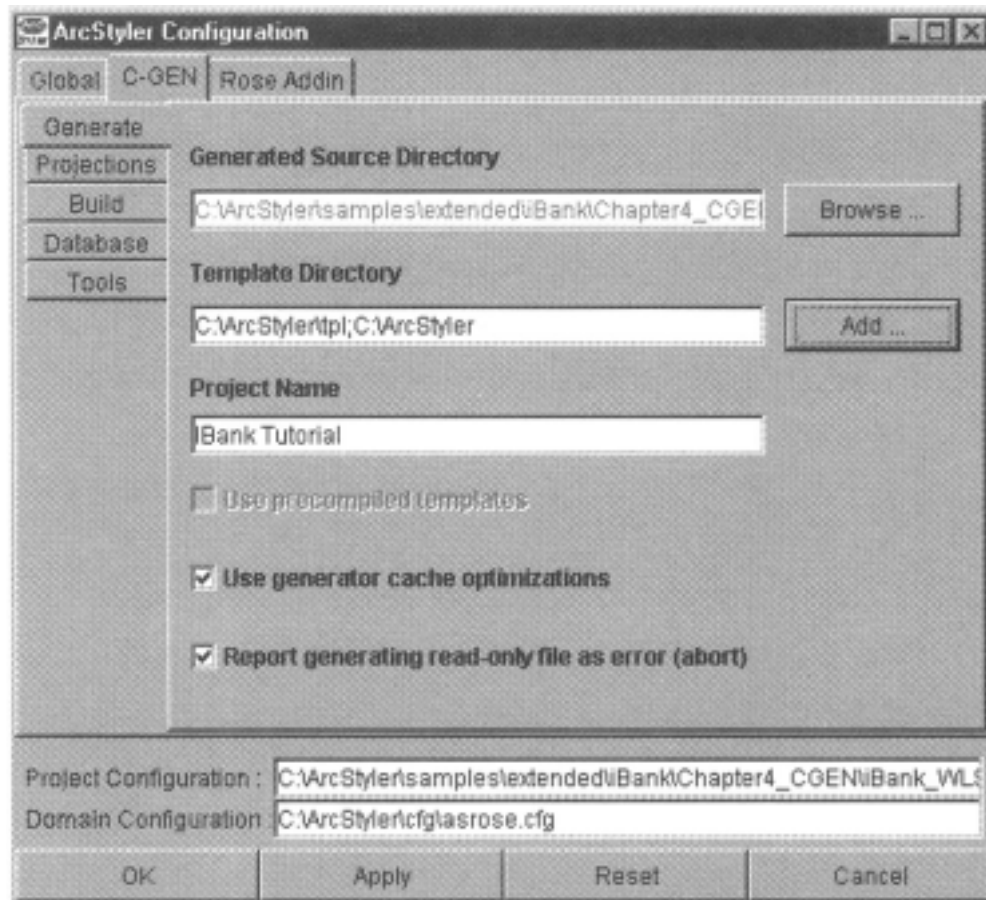 ArcStyler Configuration
Global C-GEN Rose Addin
Generate
Projections
Build
Database
Tools
Generated Source Directory
C:\ArcStyler\samples\extended\iBank\Chapter4_CGEI Browse ...
Template Directory
C:\ArcStyler\tpl;C:\ArcStyler Add ...
Project Name
IBank Tutorial
Use precompiled templates
Use generator cache optimizations
Report generating read-only file as error (abort)
Project Configuration : C:\ArcStyler\samples\extended\iBank\Chapter4_CGEN\iBank_WLS
Domain Configuration C:\ArcStyler\cfg\asrose.cfg
OK Apply Reset Cancel